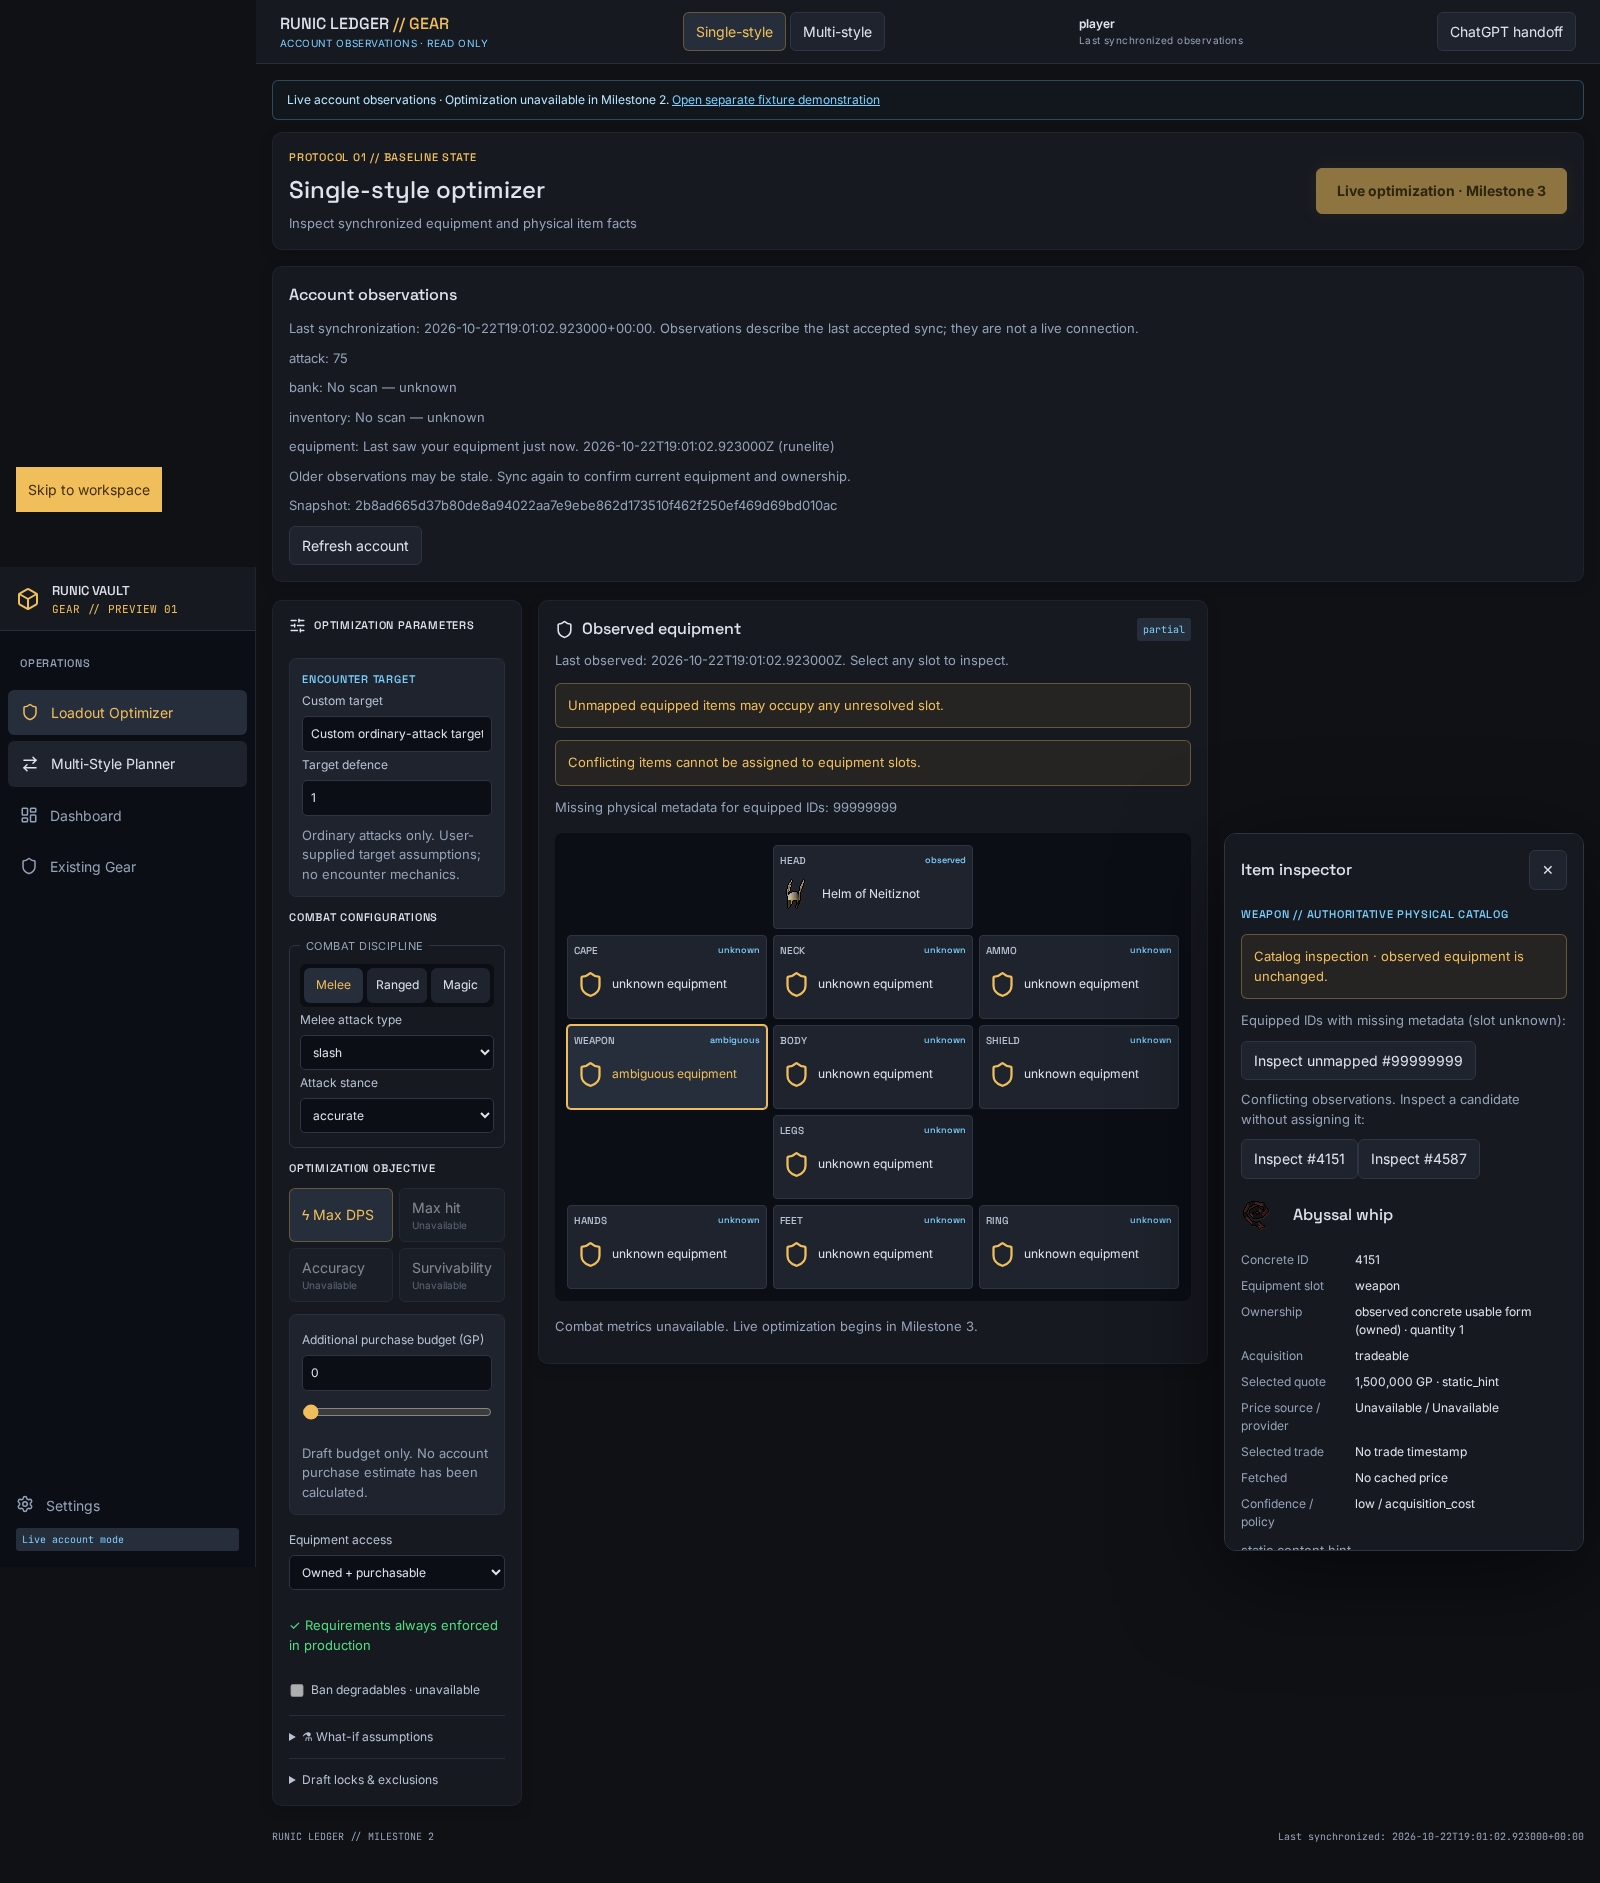 RUNIC LEDGER // GEAR
ACCOUNT OBSERVATIONS · READ ONLY
Single-style
Multi-style
player
Last synchronized observations
ChatGPT handoff
Live account observations · Optimization unavailable in Milestone 2. Open separate fixture demonstration
PROTOCOL 01 // BASELINE STATE
Single-style optimizer
Inspect synchronized equipment and physical item facts
Live optimization · Milestone 3
Account observations
Last synchronization: 2026-10-22T19:01:02.923000+00:00. Observations describe the last accepted sync; they are not a live connection.
attack: 75
bank: No scan — unknown
inventory: No scan — unknown
equipment: Last saw your equipment just now. 2026-10-22T19:01:02.923000Z (runelite)
Older observations may be stale. Sync again to confirm current equipment and ownership.
Snapshot: 2b8ad665d37b80de8a94022aa7e9ebe862d173510f462f250ef469d69bd010ac
Refresh account
Skip to workspace
RUNIC VAULT
GEAR // PREVIEW 01
OPERATIONS
Loadout Optimizer
Multi-Style Planner
Dashboard
Existing Gear
Settings
Live account mode
OPTIMIZATION PARAMETERS
ENCOUNTER TARGET
Custom target
Custom ordinary-attack target
Target defence
1
Ordinary attacks only. User-
supplied target assumptions;
no encounter mechanics.
COMBAT CONFIGURATIONS
COMBAT DISCIPLINE
Melee
Ranged
Magic
Melee attack type
slash
Attack stance
accurate
OPTIMIZATION OBJECTIVE
ϟ Max DPS
Max hit
Unavailable
Accuracy
Unavailable
Survivability
Unavailable
Additional purchase budget (GP)
0
Draft budget only. No account
purchase estimate has been
calculated.
Equipment access
Owned + purchasable
✓ Requirements always enforced
in production
Ban degradables · unavailable
▶ ⚗ What-if assumptions
▶ Draft locks & exclusions
Observed equipment
partial
Last observed: 2026-10-22T19:01:02.923000Z. Select any slot to inspect.
Unmapped equipped items may occupy any unresolved slot.
Conflicting items cannot be assigned to equipment slots.
Missing physical metadata for equipped IDs: 99999999
HEAD
observed
Helm of Neitiznot
CAPE
unknown
unknown equipment
NECK
unknown
unknown equipment
AMMO
unknown
unknown equipment
WEAPON
ambiguous
ambiguous equipment
BODY
unknown
unknown equipment
SHIELD
unknown
unknown equipment
LEGS
unknown
unknown equipment
HANDS
unknown
unknown equipment
FEET
unknown
unknown equipment
RING
unknown
unknown equipment
Combat metrics unavailable. Live optimization begins in Milestone 3.
Item inspector
×
WEAPON // AUTHORITATIVE PHYSICAL CATALOG
Catalog inspection · observed equipment is
unchanged.
Equipped IDs with missing metadata (slot unknown):
Inspect unmapped #99999999
Conflicting observations. Inspect a candidate
without assigning it:
Inspect #4151
Inspect #4587
Abyssal whip
Concrete ID 4151
Equipment slot weapon
Ownership observed concrete usable form
(owned) · quantity 1
Acquisition tradeable
Selected quote 1,500,000 GP · static_hint
Price source / Unavailable / Unavailable
provider
Selected trade No trade timestamp
Fetched No cached price
Confidence / low / acquisition_cost
policy
static content hint
RUNIC LEDGER // MILESTONE 2
Last synchronized: 2026-10-22T19:01:02.923000+00:00